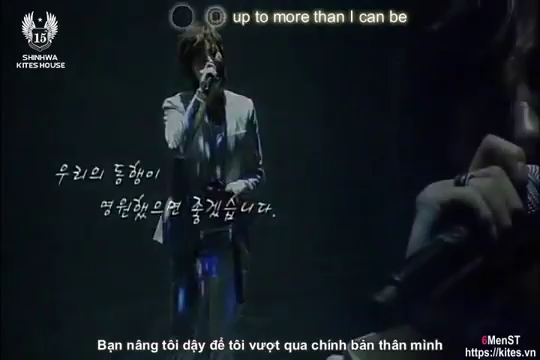 up to more than I can be
15
SHINHWA
KITES HOUSE
우리의 동행이
영원했으면 좋겠습니다.
Bạn nâng tôi dậy để tôi vượt qua chính bản thân mình
6MenST
https://kites.vn